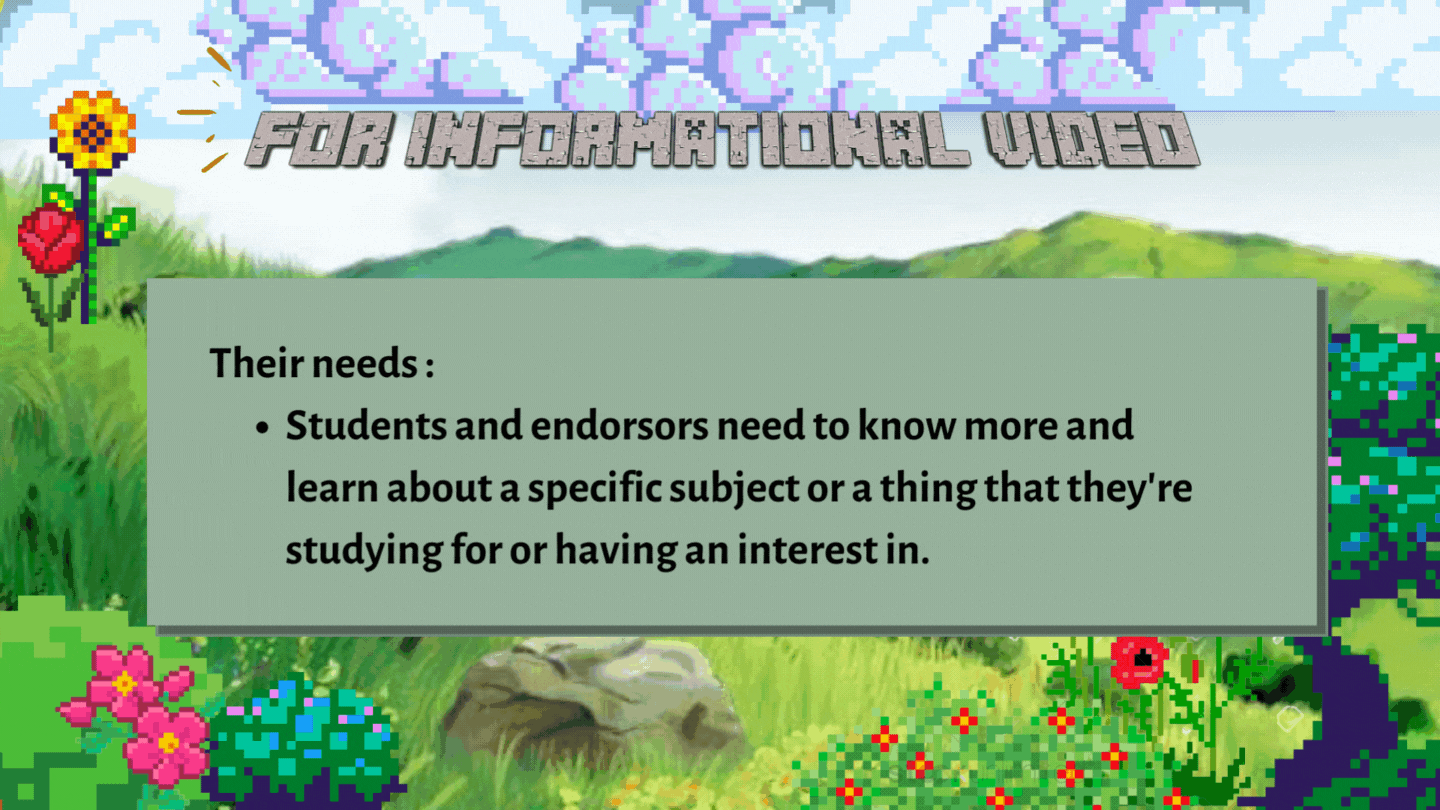 FOR INFORMATIONAL VIDEO
Their needs :
• Students and endorsors need to know more and
learn about a specific subject or a thing that they're
studying for or having an interest in.